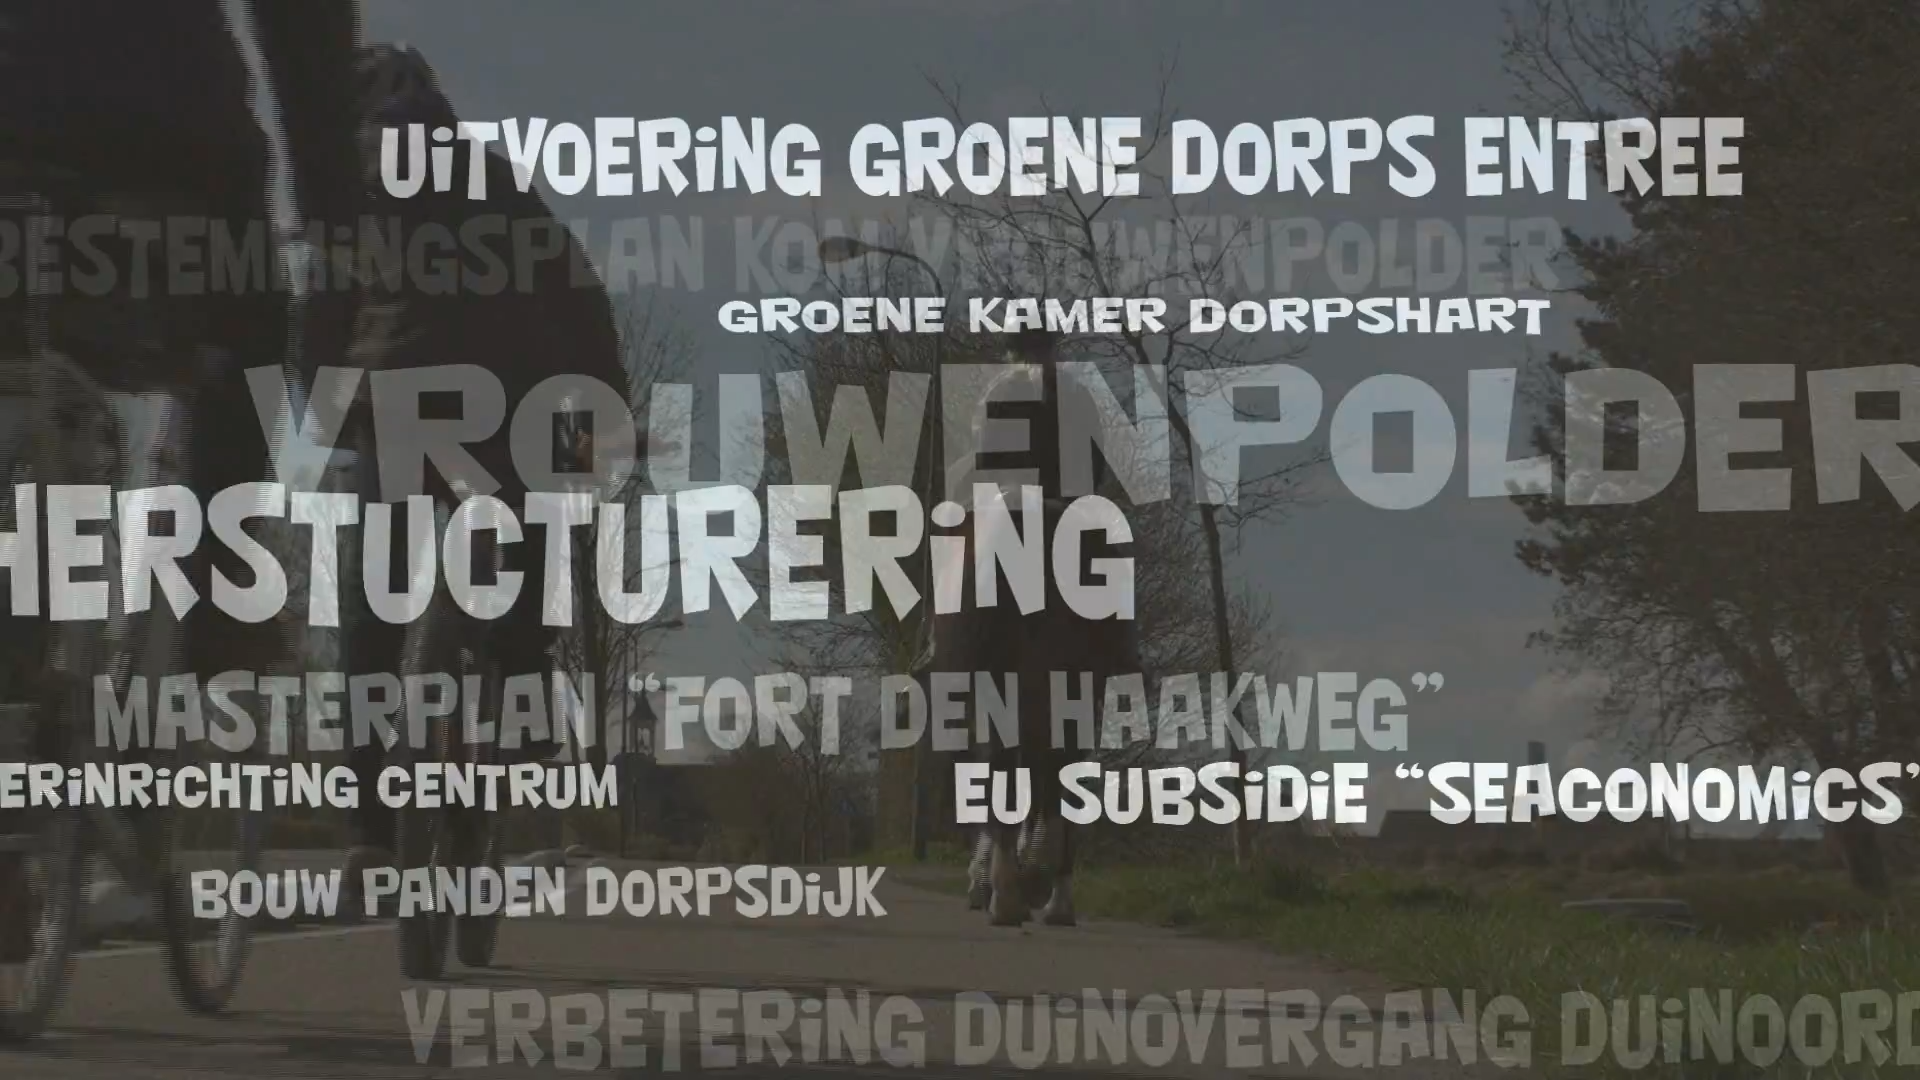 UITVOERING GROENE DORPS ENTREE
BESTEMMINGSPLAN KOM VROUWENPOLDER
GROENE KAMER DORPSHART
VROUWENPOLDER
HERSTUCTURERING
MASTERPLAN “FORT DEN HAAKWEG”
ERINRICHTING CENTRUM
EU SUBSIDIE “SEACONOMICS”
BOUW PANDEN DORPSDIJK
VERBETERING DUINOVERGANG DUINOORD